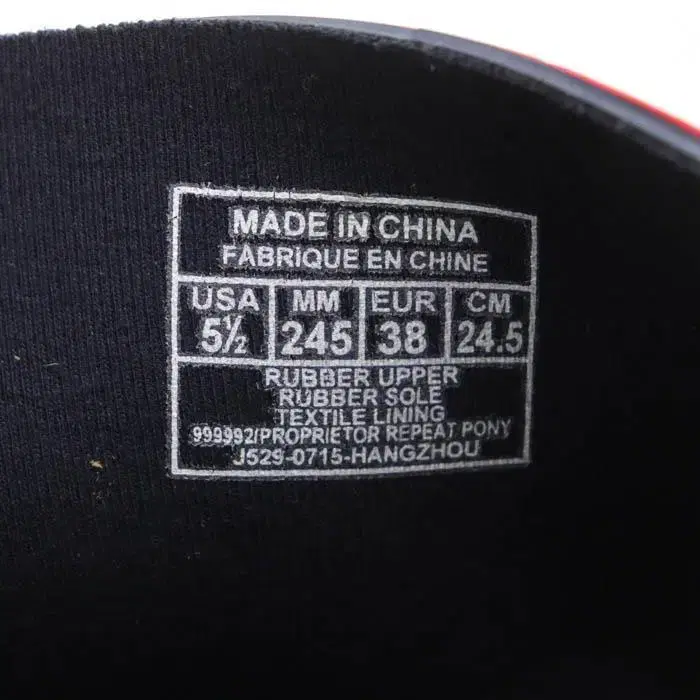 MADE IN CHINA
FABRIQUE EN CHINE
USA MM EUR CM
5½ 245 38 24.5
RUBBER UPPER
RUBBER SOLE
TEXTILE LINING
999992/PROPRIETOR REPEAT PONY
J529-0715-HANGZHOU